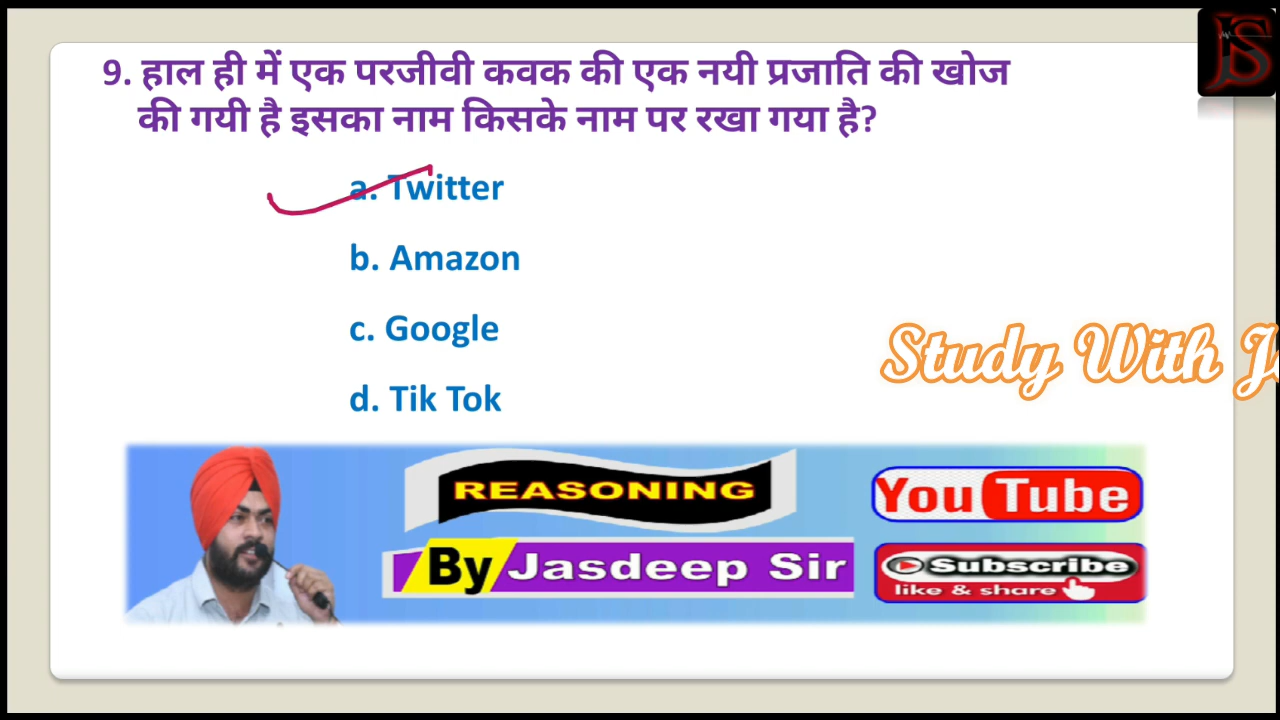 JS
9. हाल ही में एक परजीवी कवक की एक नयी प्रजाति की खोज
की गयी है इसका नाम किसके नाम पर रखा गया है?
a. Twitter
b. Amazon
c. Google
d. Tik Tok
Study With
REASONING
By Jasdeep Sir
You Tube
Subscribe
like & share